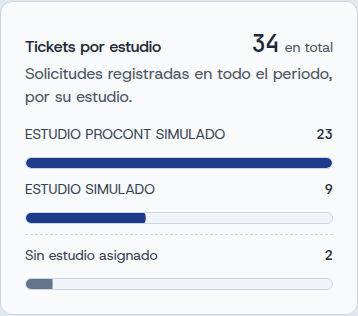 Tickets por estudio 34 en total
Solicitudes registradas en todo el periodo,
por su estudio.
ESTUDIO PROCONT SIMULADO 23
ESTUDIO SIMULADO 9
Sin estudio asignado 2